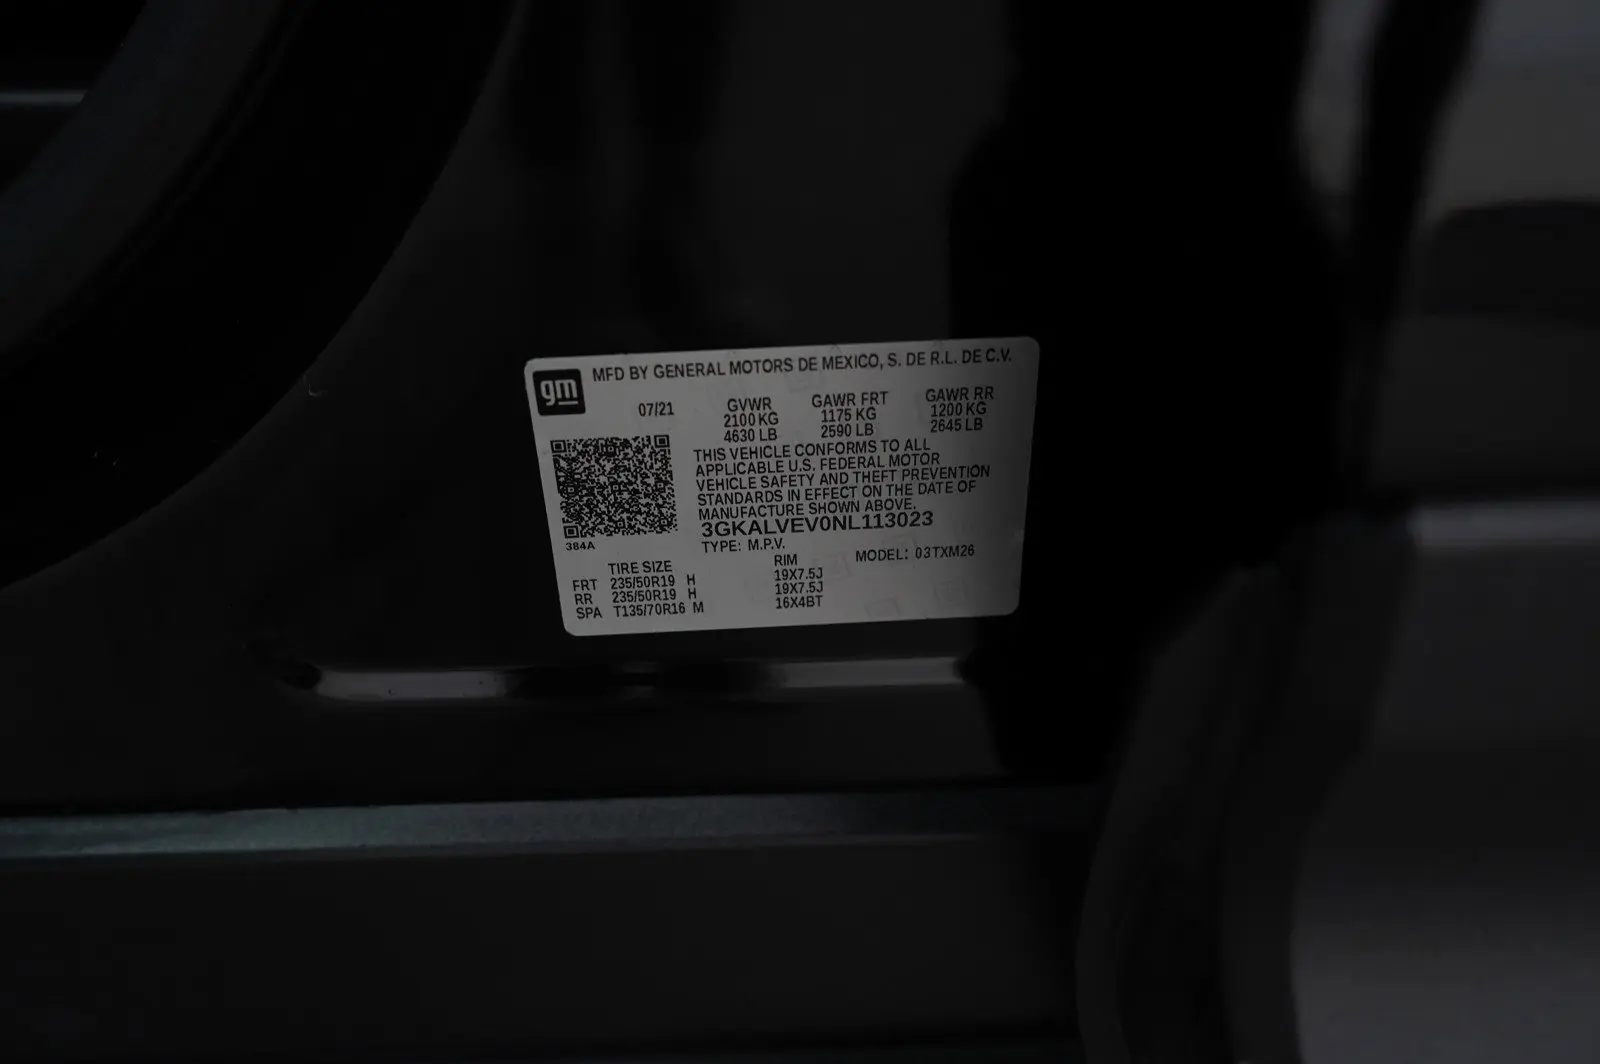 gm
MFD BY GENERAL MOTORS DE MEXICO, S. DE R.L. DE C.V.
07/21 GVWR GAWR FRT GAWR RR
2100 KG 1175 KG 1200 KG
4630 LB 2590 LB 2645 LB
THIS VEHICLE CONFORMS TO ALL
APPLICABLE U.S. FEDERAL MOTOR
VEHICLE SAFETY AND THEFT PREVENTION
STANDARDS IN EFFECT ON THE DATE OF
MANUFACTURE SHOWN ABOVE.
3GKALVEV0NL113023
384A
TYPE: M.P.V. MODEL: 03TXM26
TIRE SIZE RIM
FRT 235/50R19 H 19X7.5J
RR 235/50R19 H 19X7.5J
SPA T135/70R16 M 16X4BT